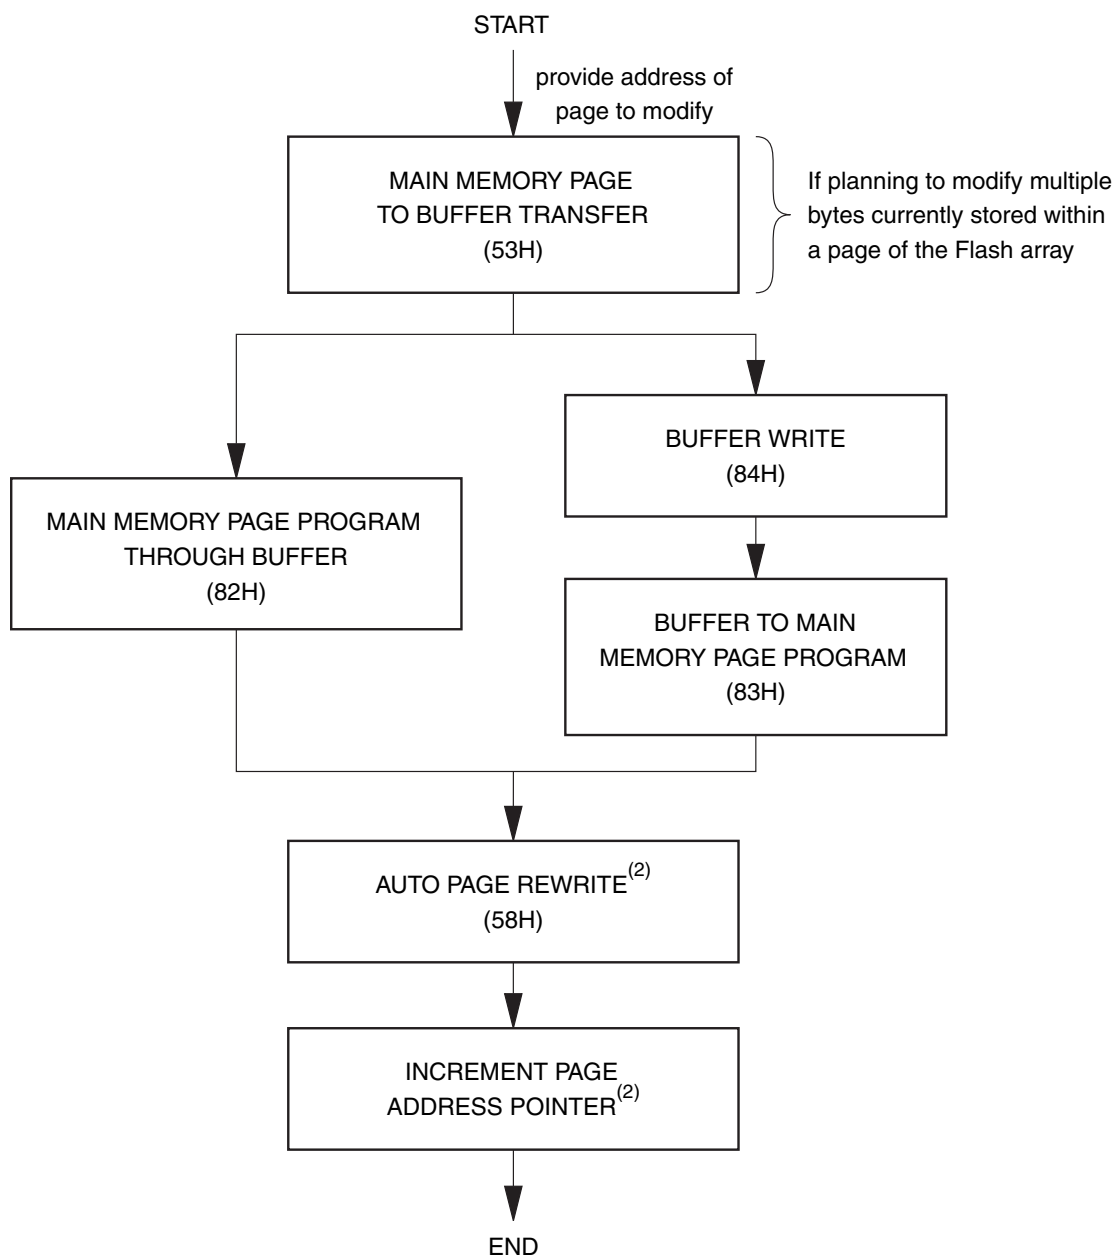 START
provide address of
page to modify
MAIN MEMORY PAGE
TO BUFFER TRANSFER
(53H)
If planning to modify multiple
bytes currently stored within
a page of the Flash array
BUFFER WRITE
(84H)
MAIN MEMORY PAGE PROGRAM
THROUGH BUFFER
(82H)
BUFFER TO MAIN
MEMORY PAGE PROGRAM
(83H)
AUTO PAGE REWRITE(2)
(58H)
INCREMENT PAGE
ADDRESS POINTER(2)
END